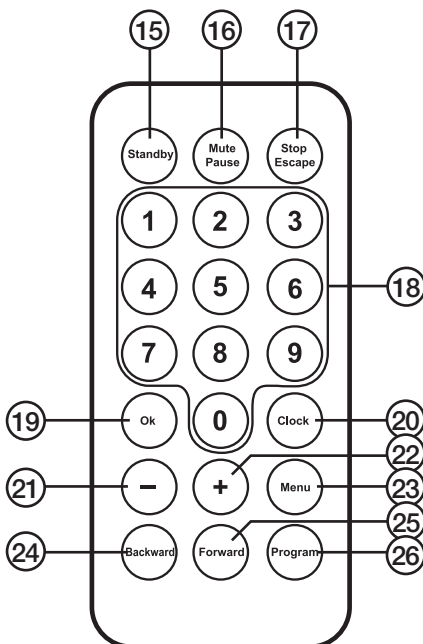 15 16 17
Standby Mute Pause Stop Escape
1 2 3
4 5 6
18
7 8 9
19 Ok 0 Clock 20
22
21 − + Menu 23
25
24 Backward Forward Program 26